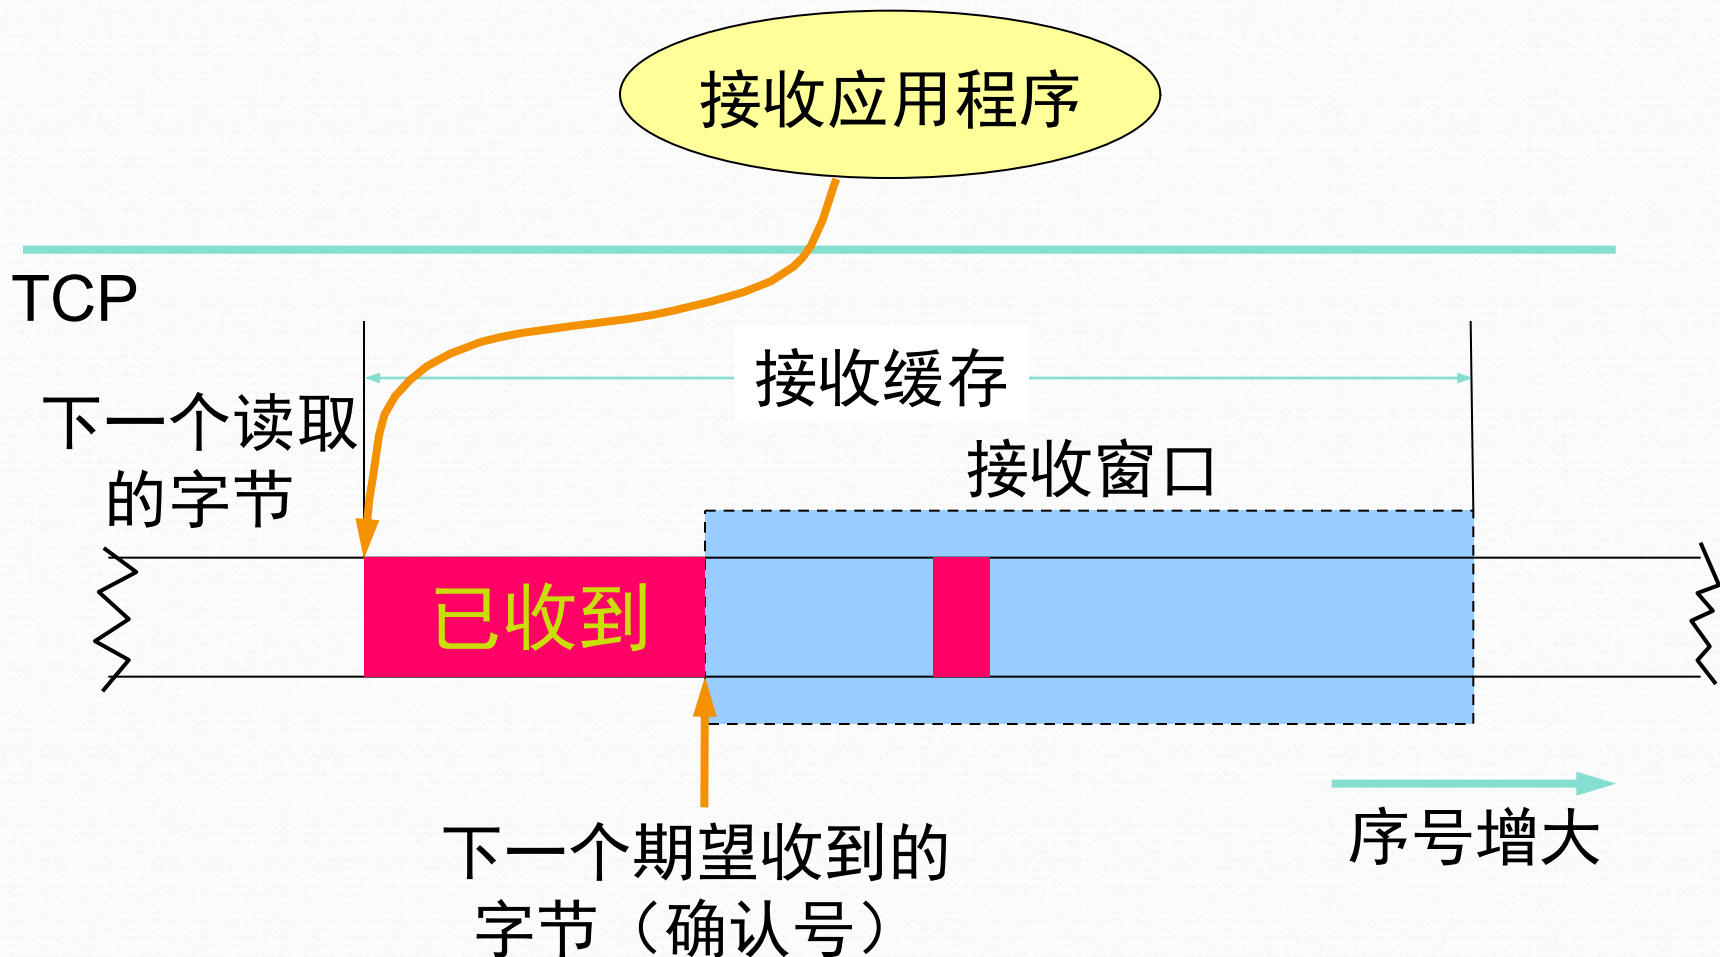 接收应用程序
TCP
接收缓存
下一个读取
的字节
接收窗口
已收到
下一个期望收到的
字节（确认号）
序号增大